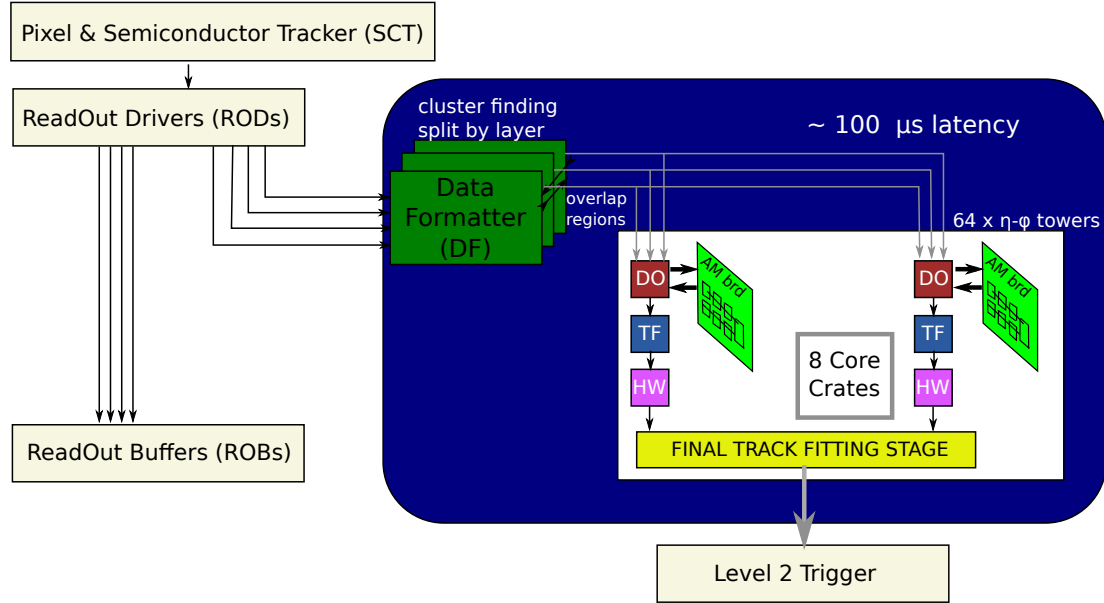 Pixel & Semiconductor Tracker (SCT)
ReadOut Drivers (RODs)
cluster finding
split by layer
~ 100 μs latency
Data
Formatter
(DF)
overlap
regions
64 x η-φ towers
DO
AM brd
DO
AM brd
TF
TF
8 Core
Crates
HW
HW
FINAL TRACK FITTING STAGE
ReadOut Buffers (ROBs)
Level 2 Trigger